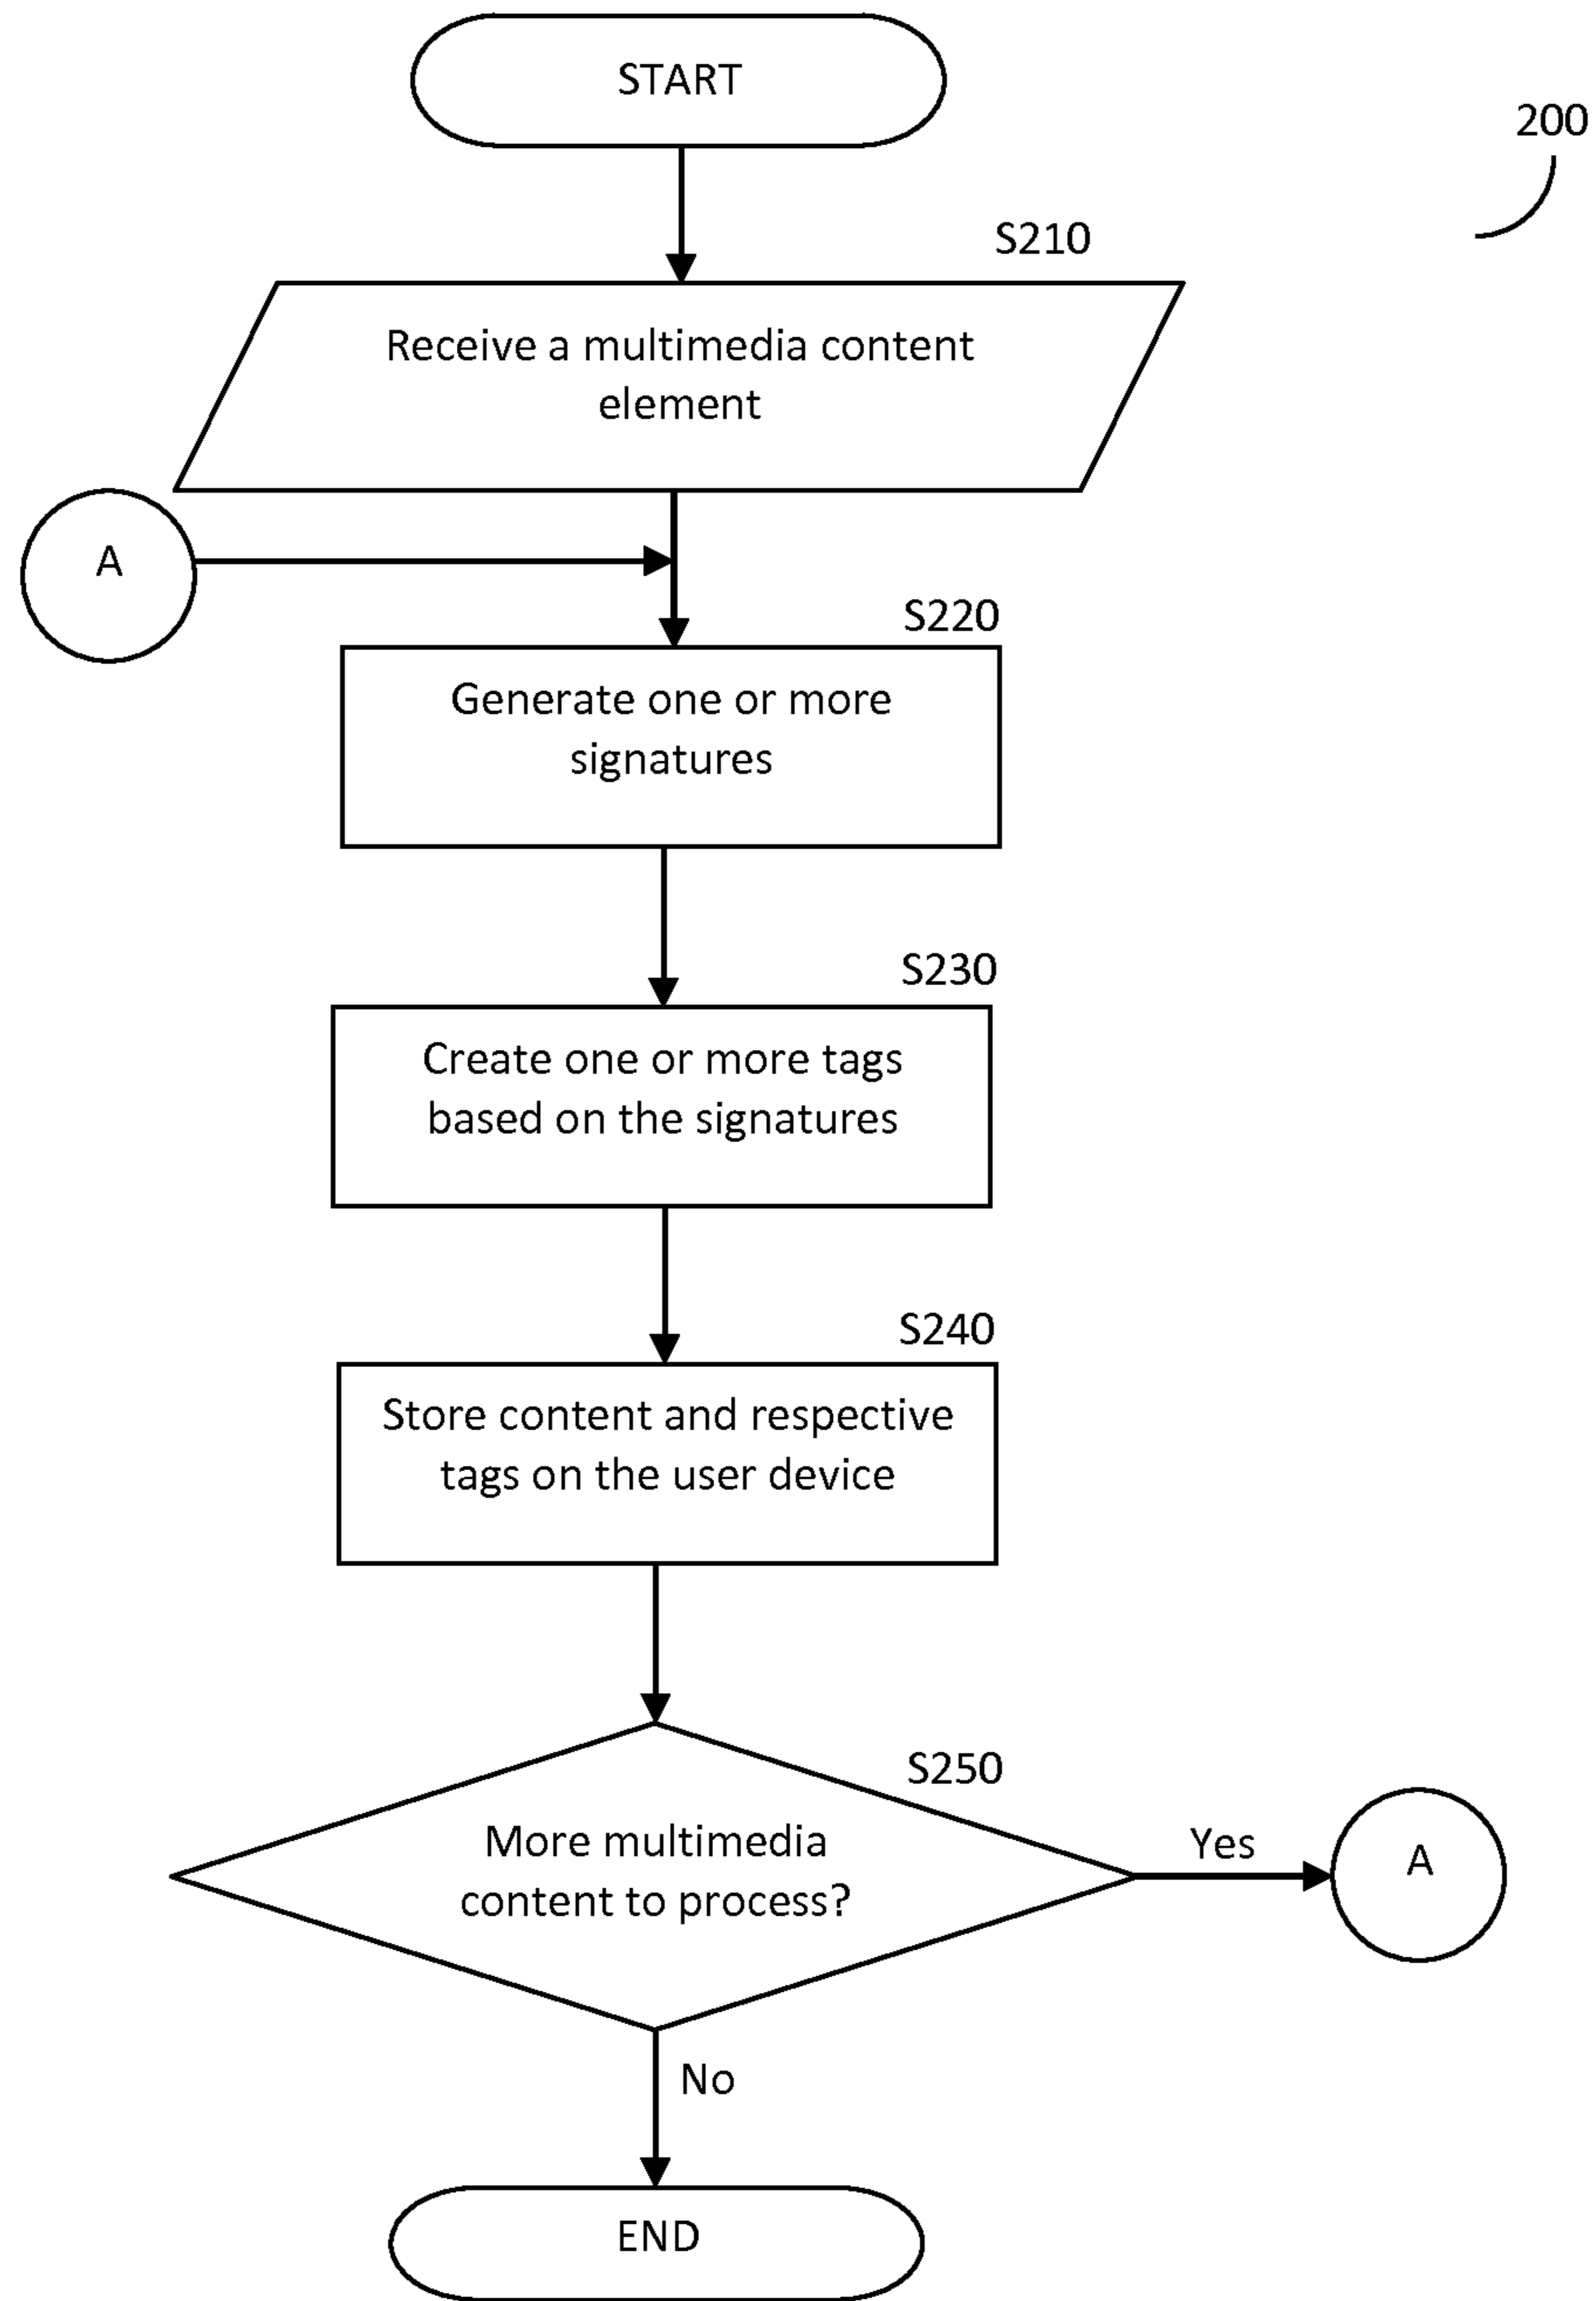 START
200
S210
Receive a multimedia content
element
A
S220
Generate one or more
signatures
S230
Create one or more tags
based on the signatures
S240
Store content and respective
tags on the user device
S250
More multimedia
content to process?
Yes
A
No
END